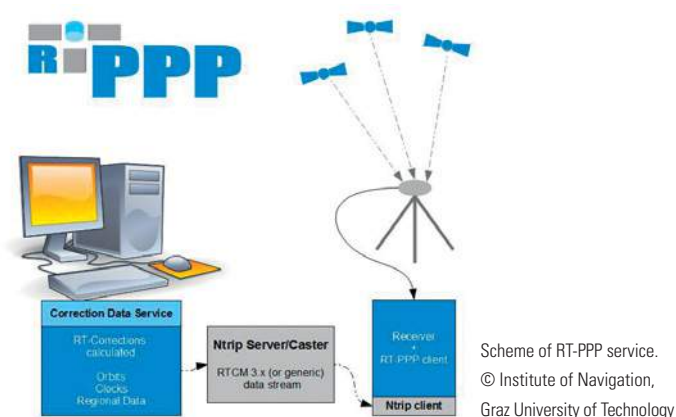 RTPPP
Correction Data Service
RT-Corrections
calculated
Orbits
Clocks
Regional Data
Ntrip Server/Caster
RTCM 3.x (or generic)
data stream
Receiver
+
RT-PPP client
Ntrip client
Scheme of RT-PPP service.
© Institute of Navigation,
Graz University of Technology